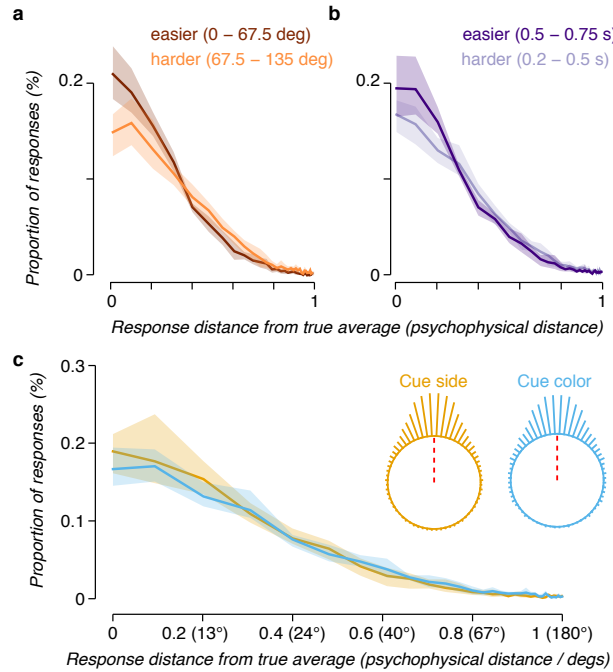 a
easier (0 – 67.5 deg)
harder (67.5 – 135 deg)
Proportion of responses (%)
0.2
0
0
1
b
easier (0.5 – 0.75 s)
harder (0.2 – 0.5 s)
0.2
0
0
1
Response distance from true average (psychophysical distance)
c
Cue side
Cue color
Proportion of responses (%)
0.3
0.2
0.1
0
0
0.2 (13°)
0.4 (24°)
0.6 (40°)
0.8 (67°)
1 (180°)
Response distance from true average (psychophysical distance / degs)